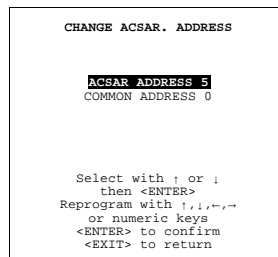 CHANGE ACSAR. ADDRESS
ACSAR ADDRESS 5
COMMON ADDRESS 0
Select with ↑ or ↓
then <ENTER>
Reprogram with ↑,↓,←,→
or numeric keys
<ENTER> to confirm
<EXIT> to return